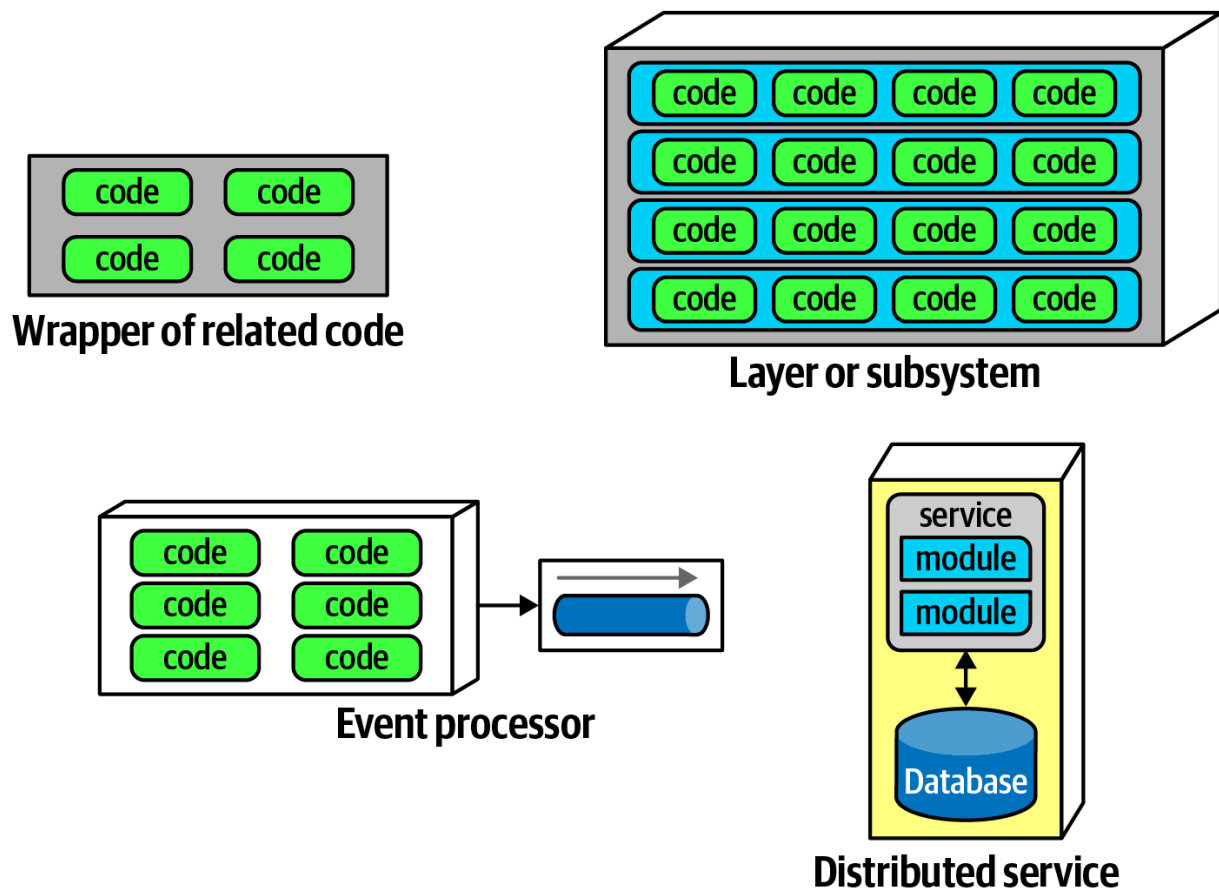 code code
code code
Wrapper of related code
code code code code
code code code code
code code code code
code code code code
Layer or subsystem
code code
code code
code code
Event processor
service
module
module
Database
Distributed service